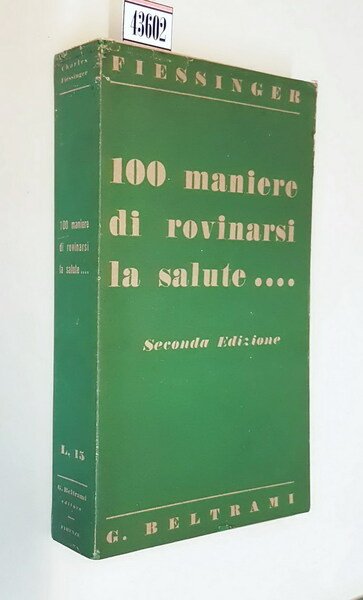 43602
Charles
Fiessinger
100 maniere
di rovinarsi
la salute....
L. 15
G. Beltrami
editore
FIRENZE
FIESSINGER
100 maniere
di rovinarsi
la salute....
Seconda Edizione
G. BELTRAMI